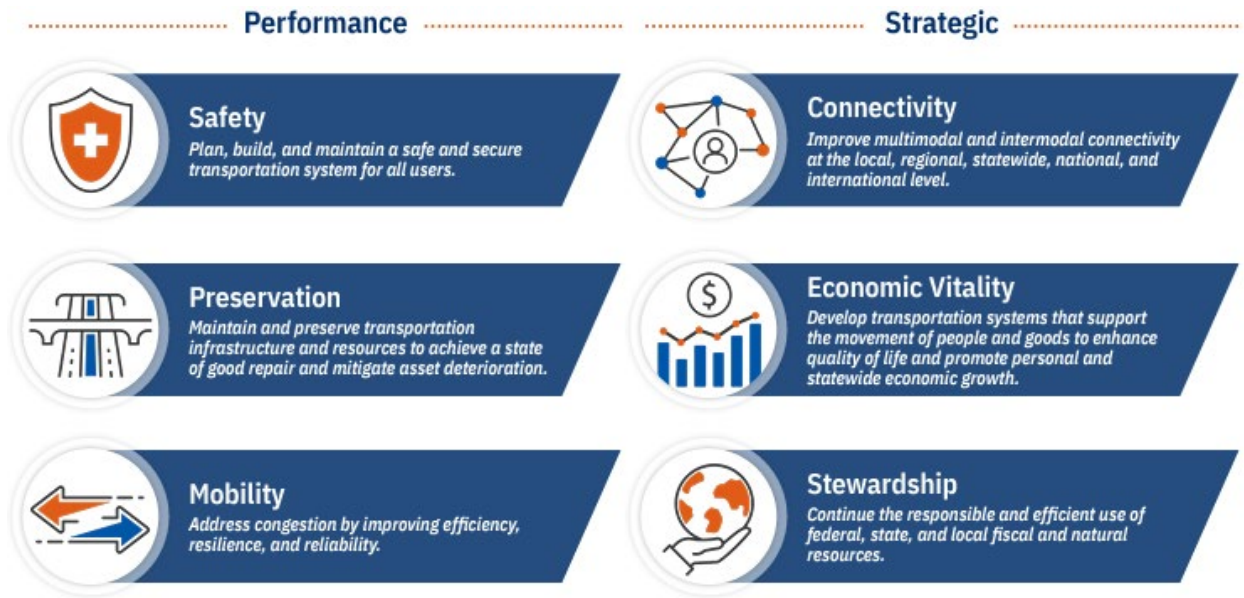 Performance
Safety
Plan, build, and maintain a safe and secure
transportation system for all users.
Preservation
Maintain and preserve transportation
infrastructure and resources to achieve a state
of good repair and mitigate asset deterioration.
Mobility
Address congestion by improving efficiency,
resilience, and reliability.
Strategic
Connectivity
Improve multimodal and intermodal connectivity
at the local, regional, statewide, national, and
international level.
$
Economic Vitality
Develop transportation systems that support
the movement of people and goods to enhance
quality of life and promote personal and
statewide economic growth.
Stewardship
Continue the responsible and efficient use of
federal, state, and local fiscal and natural
resources.